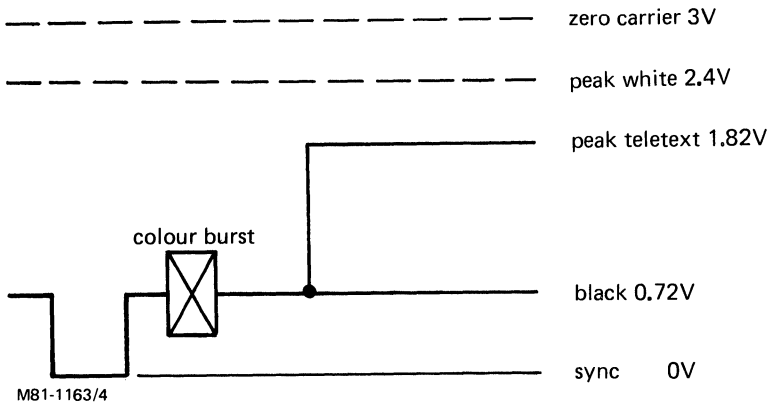 zero carrier 3V
peak white 2.4V
peak teletext 1.82V
colour burst
black 0.72V
sync 0V
M81-1163/4